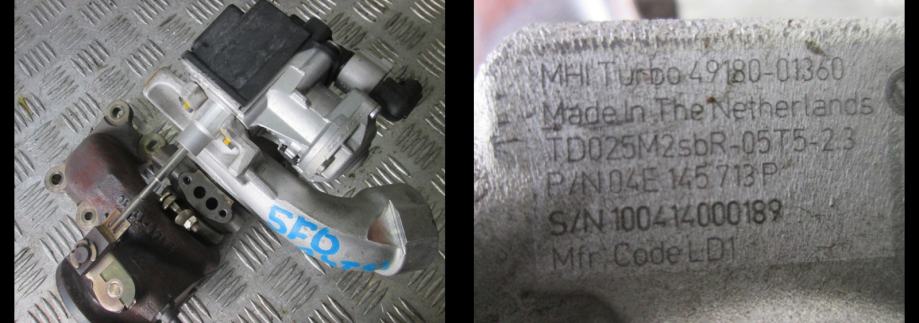 SFQ
MHI Turbo 49180-01360
Made In The Netherlands
TD025M2sbR-05T5-2.3
P/N 04E 145 713 P
S/N 100414000189
Mfr. Code LD1